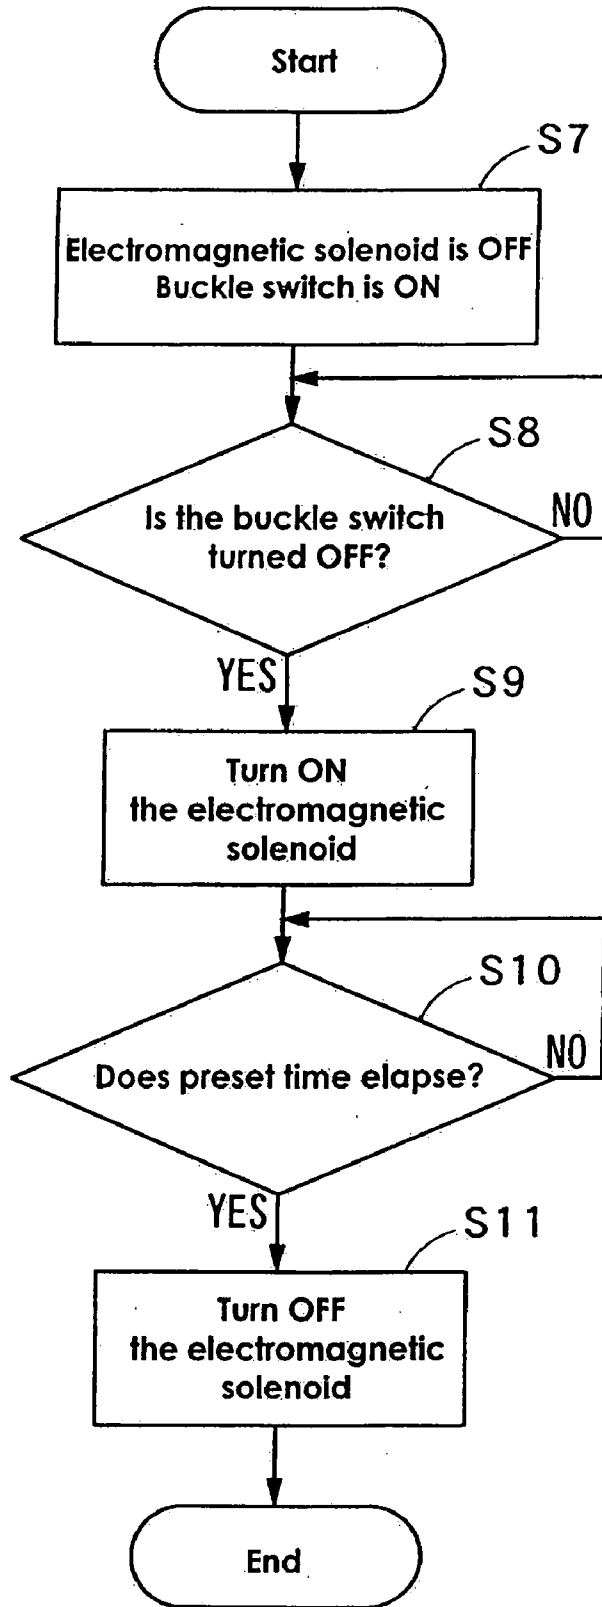 Start
S7
Electromagnetic solenoid is OFF
Buckle switch is ON
S8
Is the buckle switch
turned OFF?
NO
YES
S9
Turn ON
the electromagnetic
solenoid
S10
Does preset time elapse?
NO
YES
S11
Turn OFF
the electromagnetic
solenoid
End